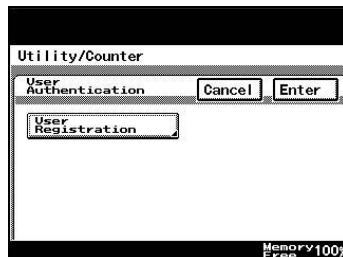 Utility/Counter
User
Authentication
Cancel
Enter
User
Registration
Memory 100%
Free